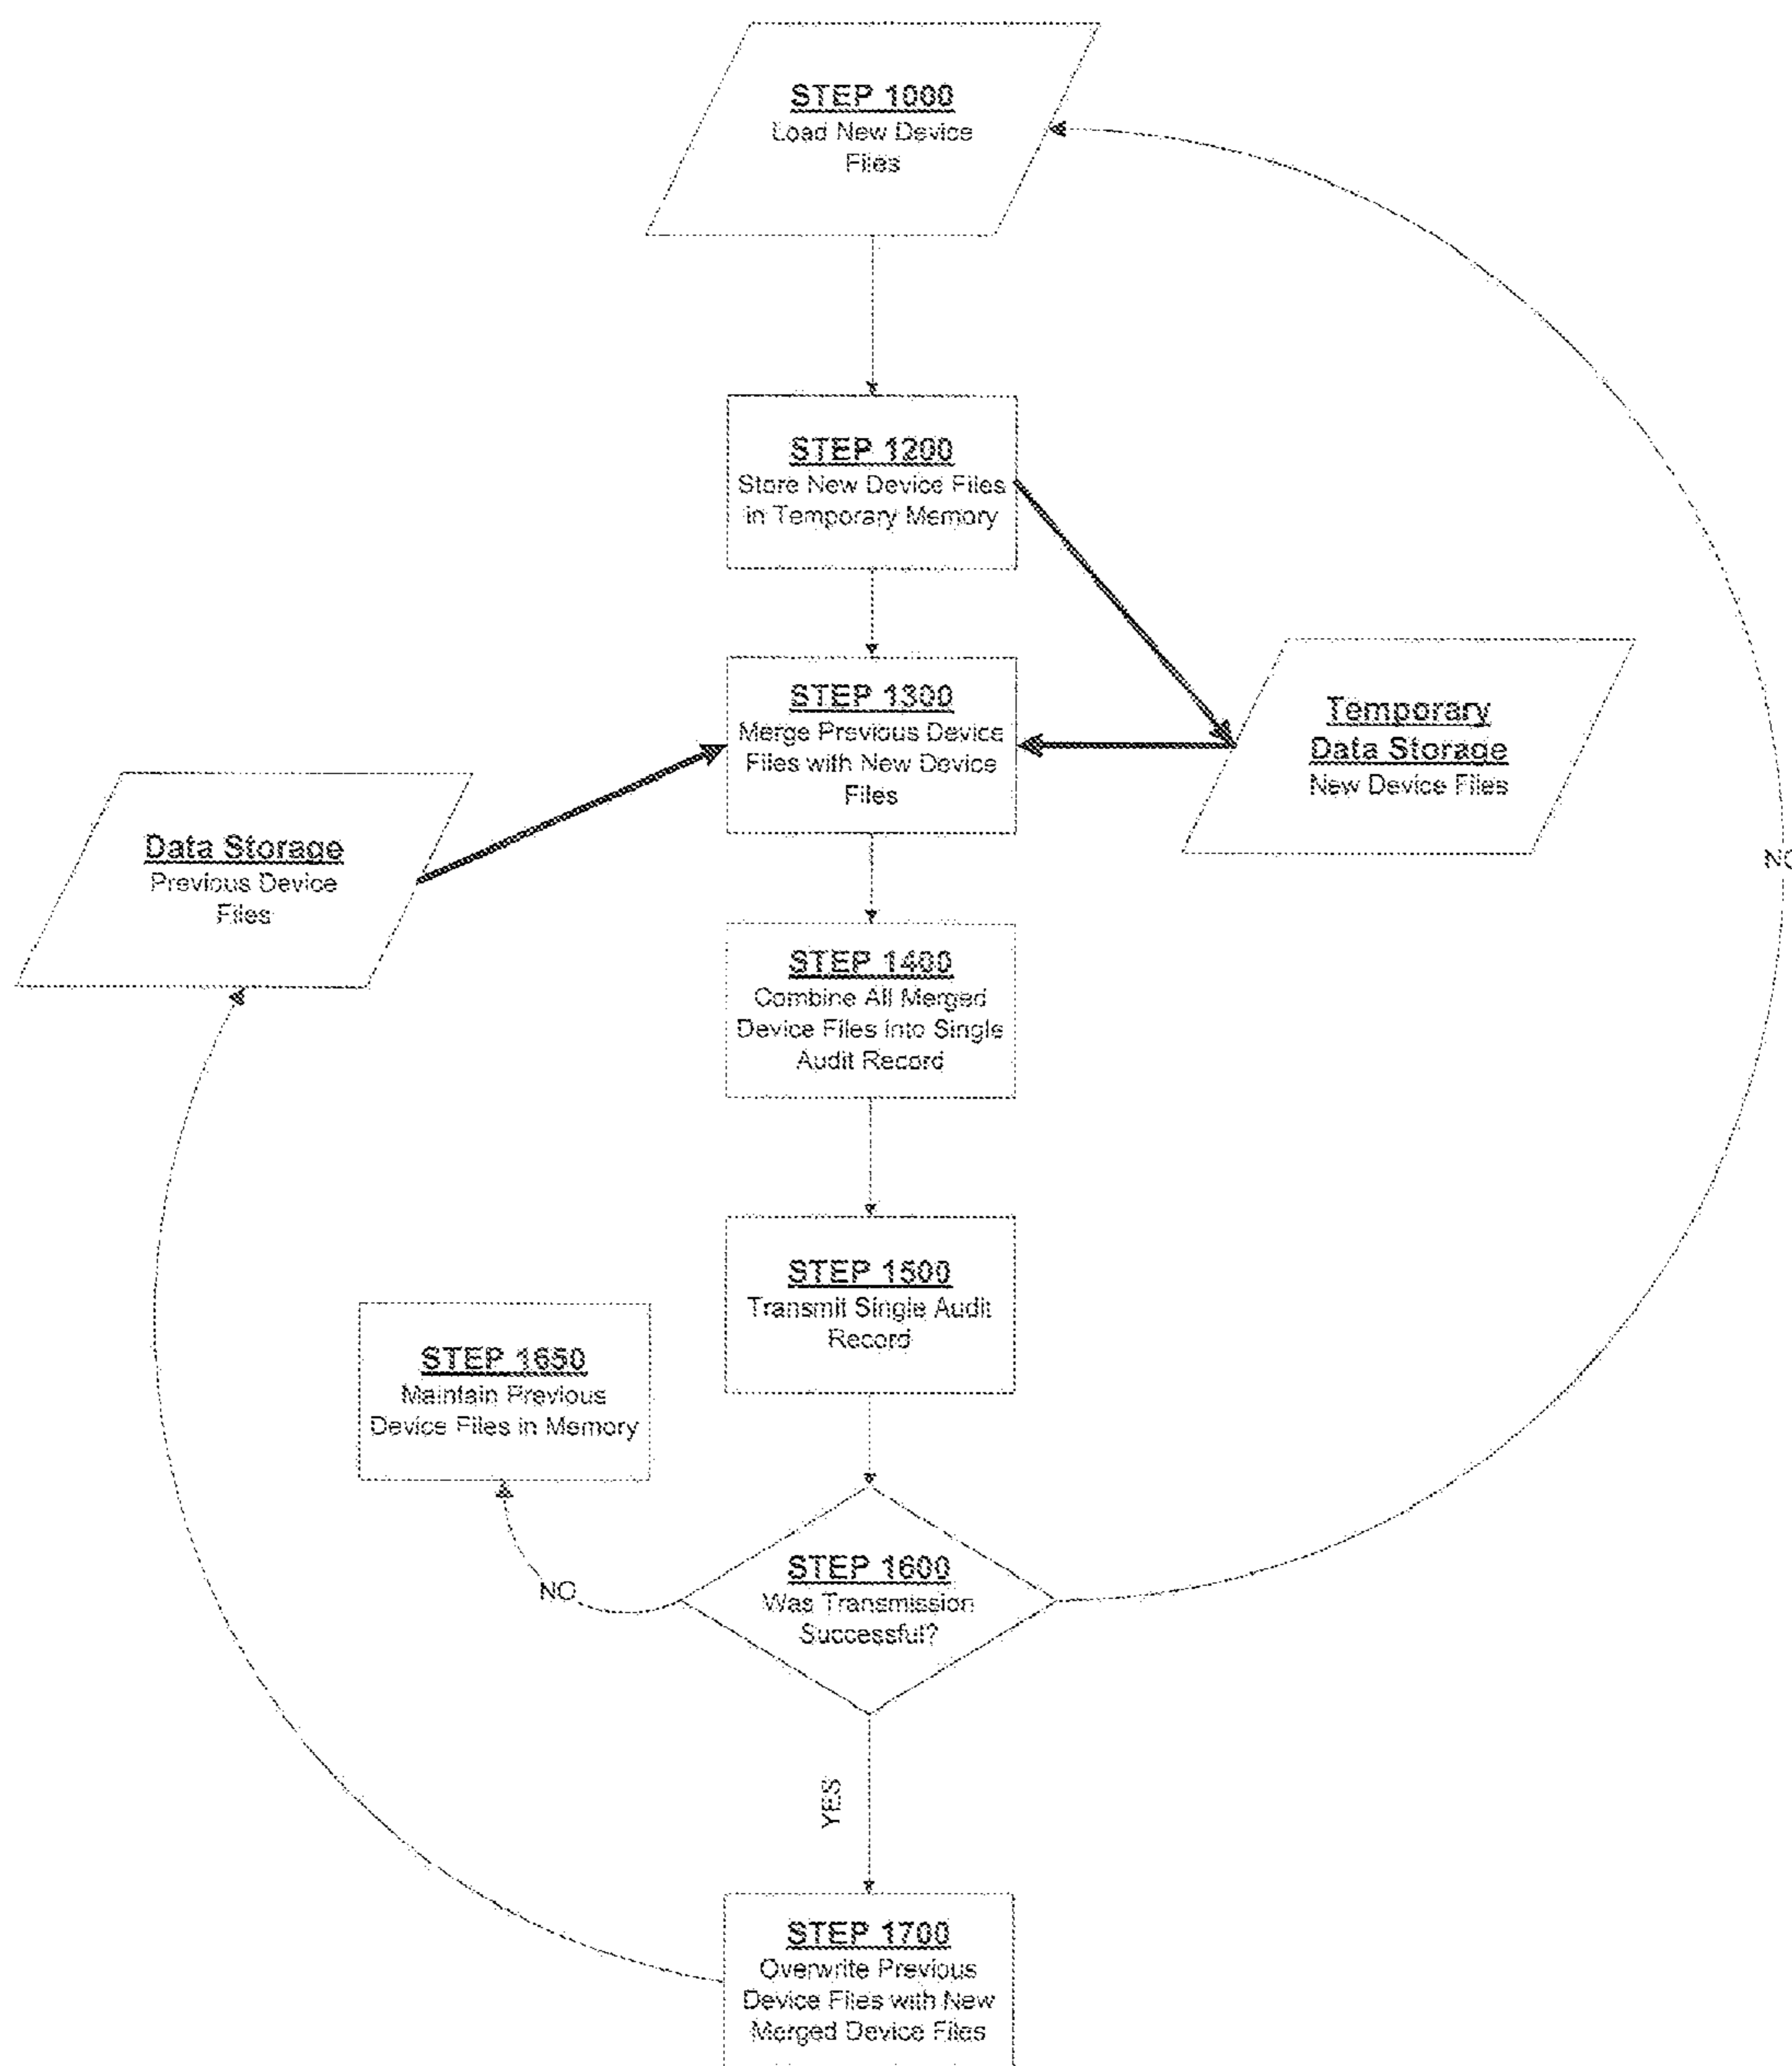 STEP 1000
Load New Device
Files
STEP 1200
Store New Device Files
in Temporary Memory
STEP 1300
Merge Previous Device
Files with New Device
Files
Temporary
Data Storage
New Device Files
Data Storage
Previous Device
Files
NO
STEP 1400
Combine All Merged
Device Files into Single
Audit Record
STEP 1500
Transmit Single Audit
Record
STEP 1650
Maintain Previous
Device Files in Memory
STEP 1600
Was Transmission
Successful?
NO
YES
STEP 1700
Overwrite Previous
Device Files with New
Merged Device Files